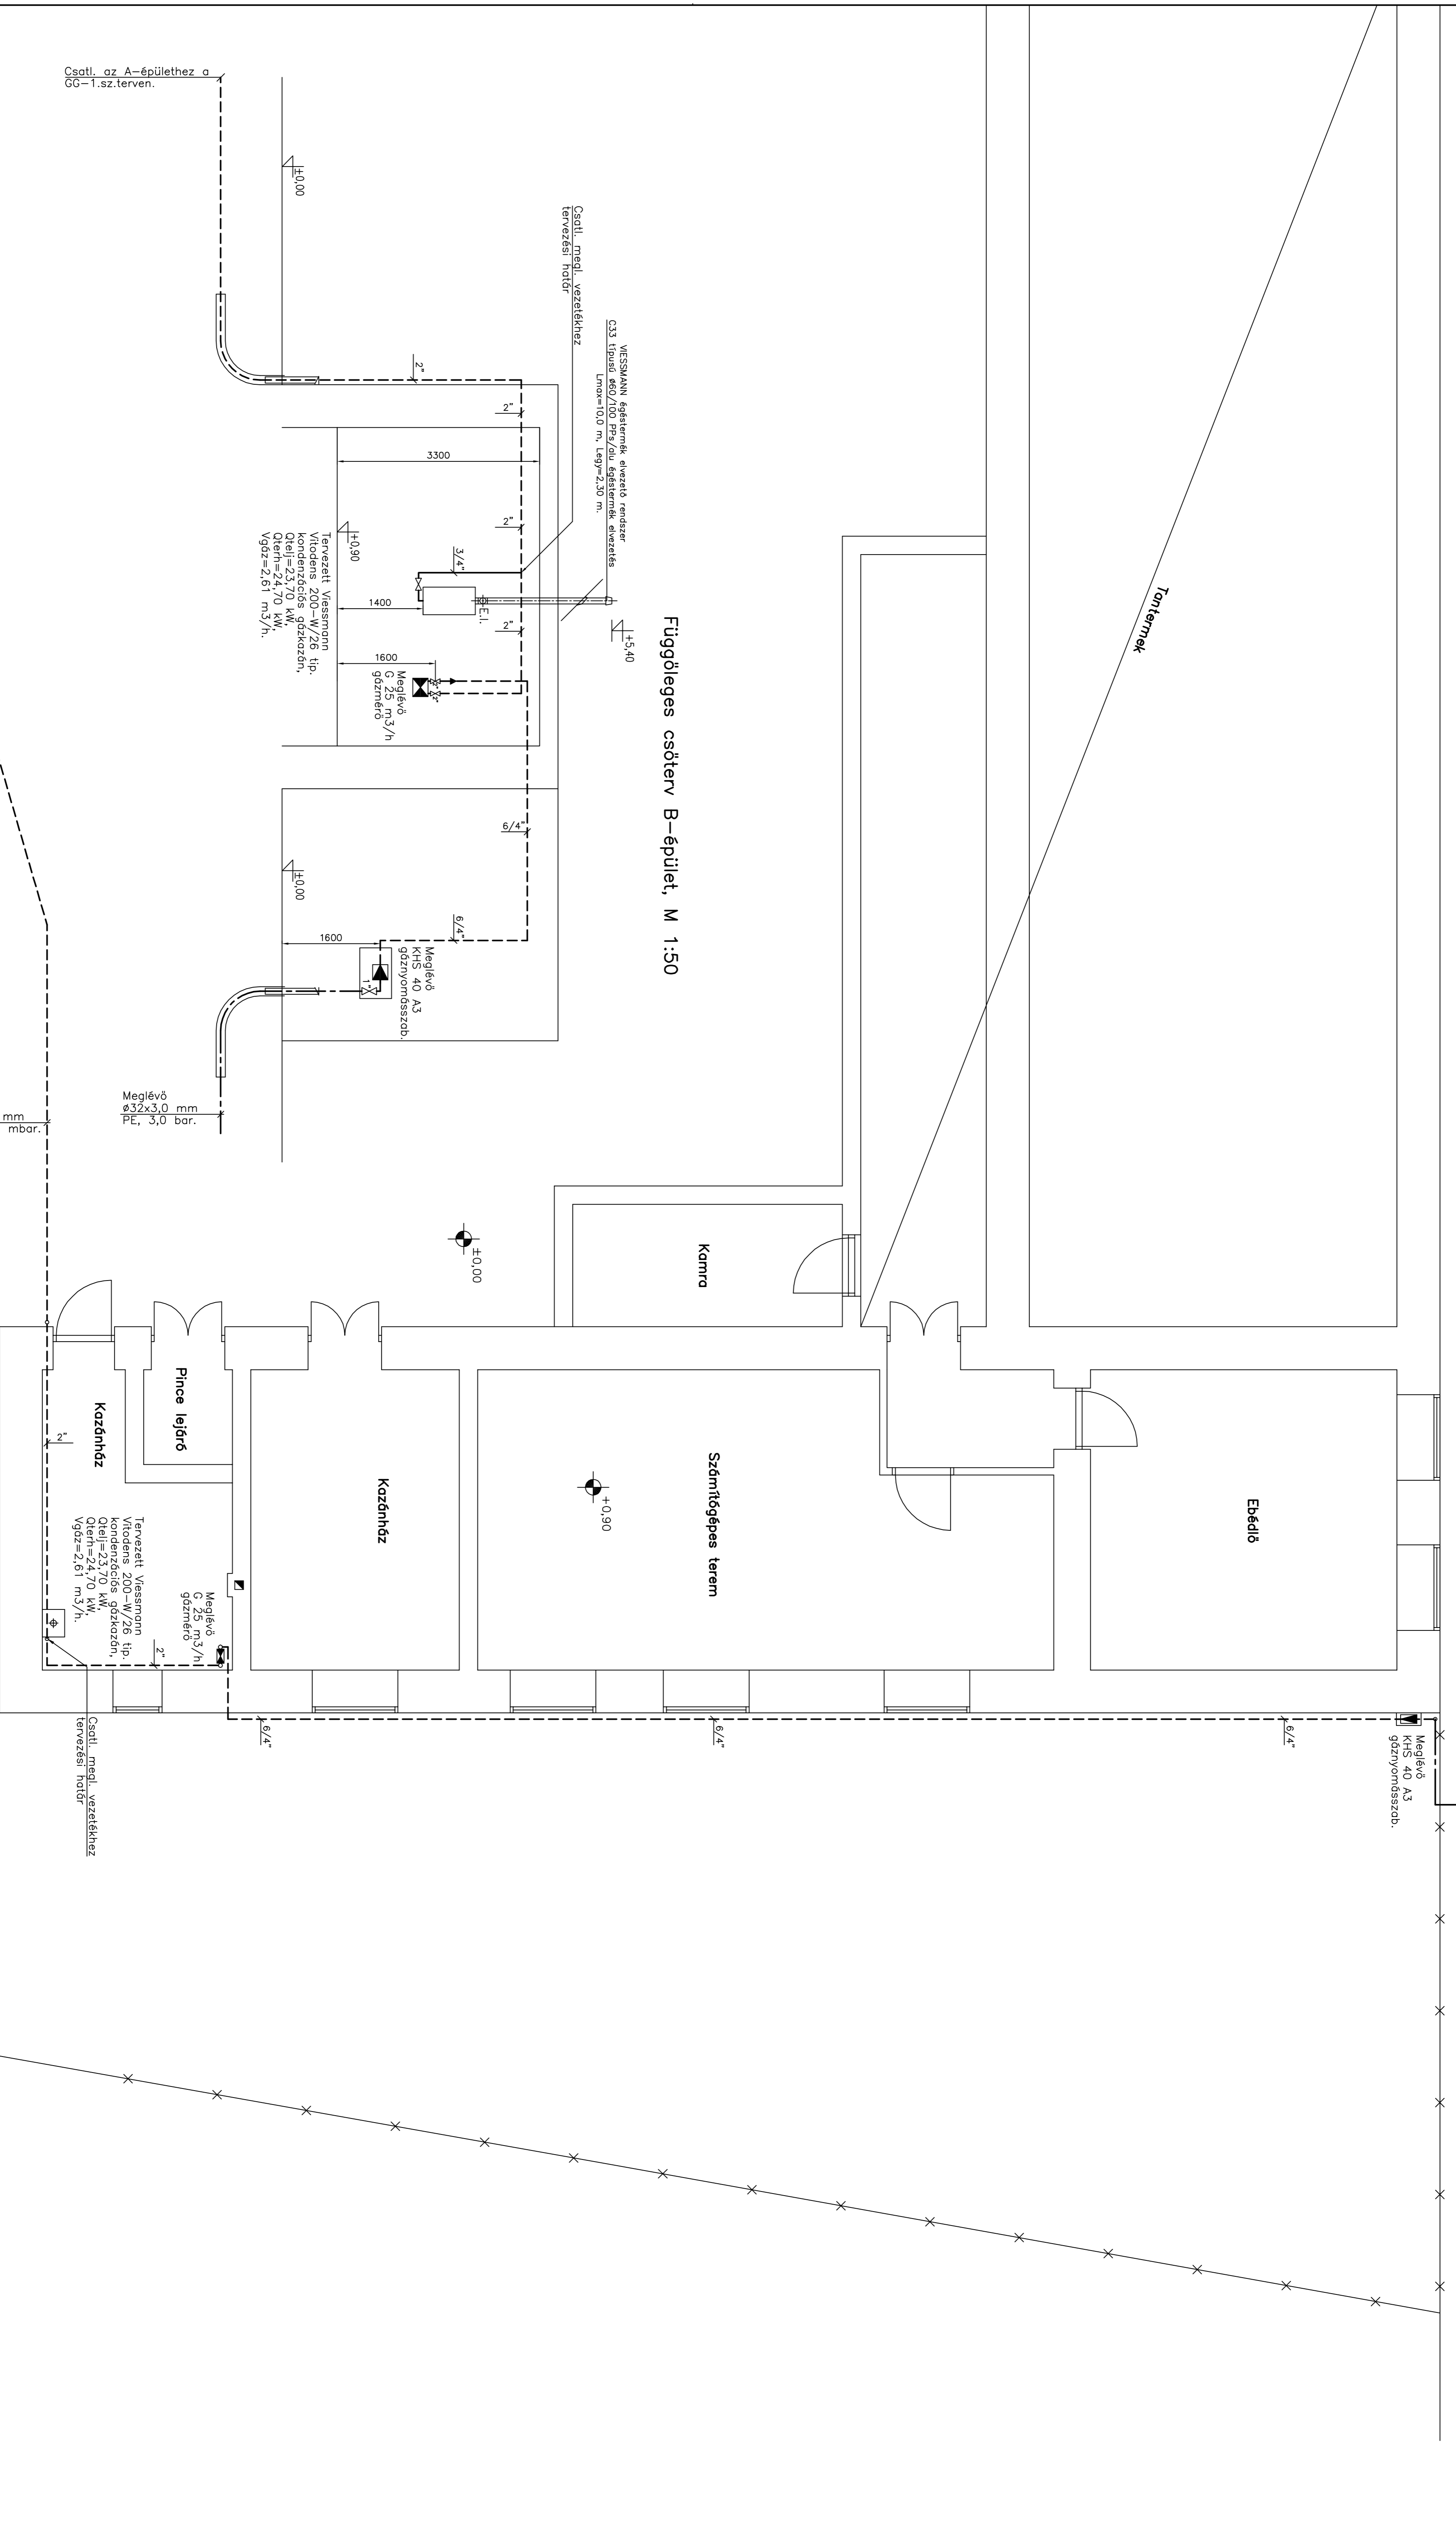 Csatl. az A-épülethez a
GG-1.sz.terven.
±0,00
Csatl. megl. vezetékhez
tervezési határ
VIESSMANN égéstermék elvezető rendszer
C33 típusú ø60/100 PPs/alu égéstermék elvezetés
Lmax=10,0 m, Legy=2,30 m.
2"
2"
3300
2"
3/4"
+0,90
Tervezett Viessmann
Vitodens 200-W/26 tip.
kondenzációs gázkazán,
Qtelj=23,70 kW,
Qterh=24,70 kW,
Vgáz=2,61 m3/h.
1400
E.I.
2"
+5,40
1600
2"
2"
Meglévő
G 25 m3/h
gázmérő
Függőleges csőterv B-épület, M 1:50
Tantermek
6/4"
±0,00
6/4"
1600
1"
Meglévő
KHS 40 A3
gáznyomásszab.
Meglévő
ø32x3,0 mm
PE, 3,0 bar.
mm
mbar.
±0,00
Kamra
Pince lejáró
Kazánház
2"
Kazánház
Számítógépes terem
+0,90
Ebédlő
Tervezett Viessmann
Vitodens 200-W/26 tip.
kondenzációs gázkazán,
Qtelj=23,70 kW,
Qterh=24,70 kW,
Vgáz=2,61 m3/h.
Meglévő
G 25 m3/h
gázmérő
2"
Csatl. megl. vezetékhez
tervezési határ
6/4"
6/4"
6/4"
Meglévő
KHS 40 A3
gáznyomásszab.